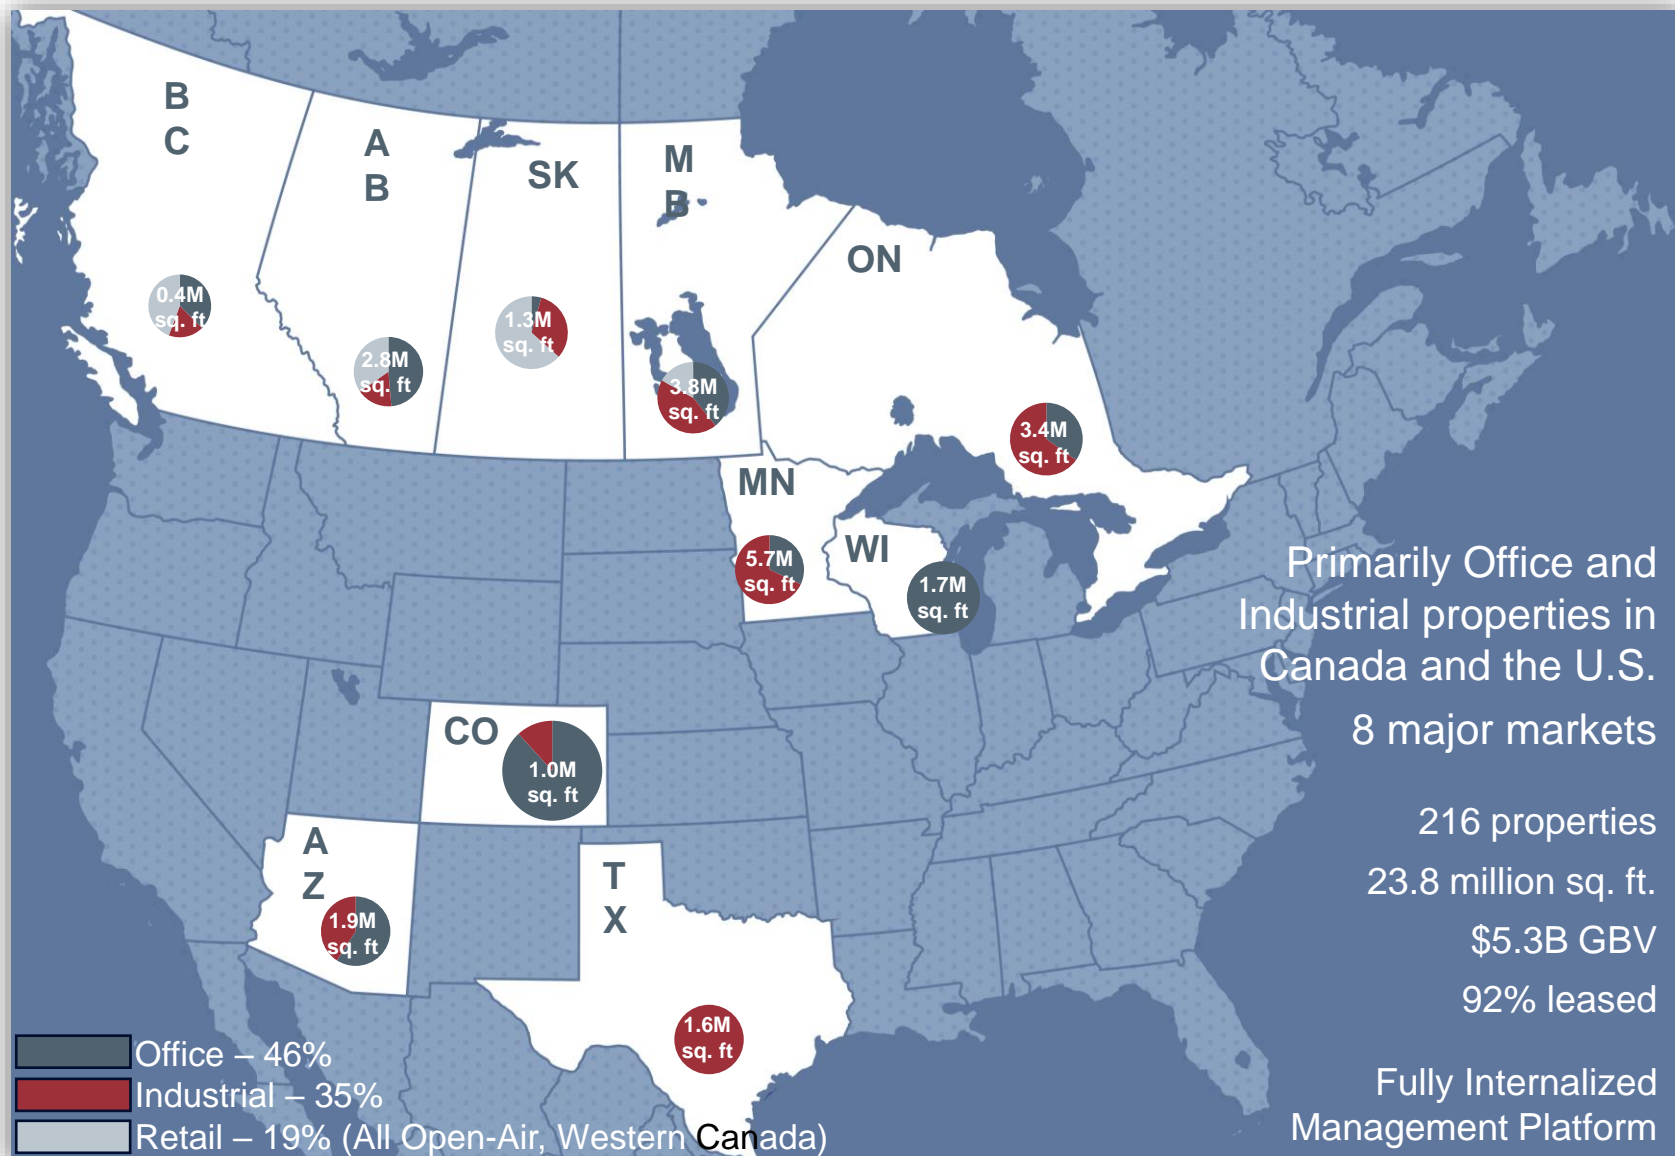 B
C
A
B
SK
M
B
ON
0.4M
sq. ft
2.8M
sq. ft
1.3M
sq. ft
3.8M
sq. ft
3.4M
sq. ft
MN
5.7M
sq. ft
WI
1.7M
sq. ft
CO
1.0M
sq. ft
A
Z
1.9M
sq. ft
T
X
1.6M
sq. ft
Primarily Office and
Industrial properties in
Canada and the U.S.
8 major markets
216 properties
23.8 million sq. ft.
$5.3B GBV
92% leased
Fully Internalized
Management Platform
Office – 46%
Industrial – 35%
Retail – 19% (All Open-Air, Western Canada)